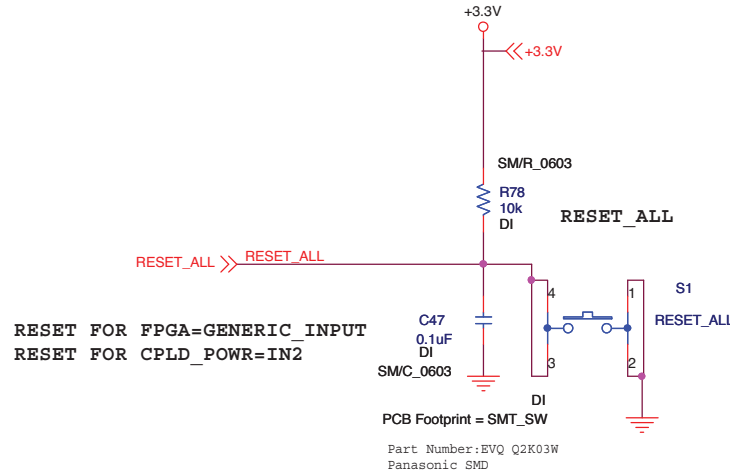 +3.3V
+3.3V
SM/R_0603
R78
10k
DI
RESET_ALL
RESET_ALL
RESET_ALL
4
1
S1
C47
RESET_ALL
0.1uF
RESET FOR FPGA=GENERIC_INPUT
DI
RESET FOR CPLD_POWR=IN2
3
2
SM/C_0603
DI
PCB Footprint = SMT_SW
Part Number:EVQ Q2K03W
Panasonic SMD